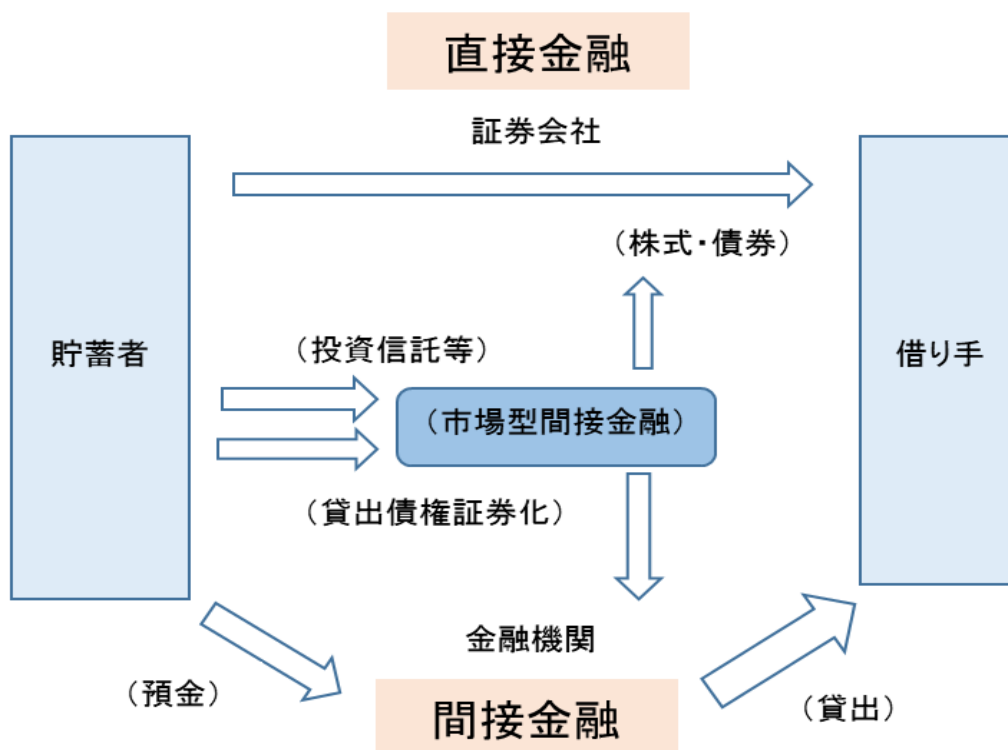 直接金融
証券会社
（株式・債券）
貯蓄者
（投資信託等）
借り手
（市場型間接金融）
（貸出債権証券化）
金融機関
（預金）
間接金融
（貸出）